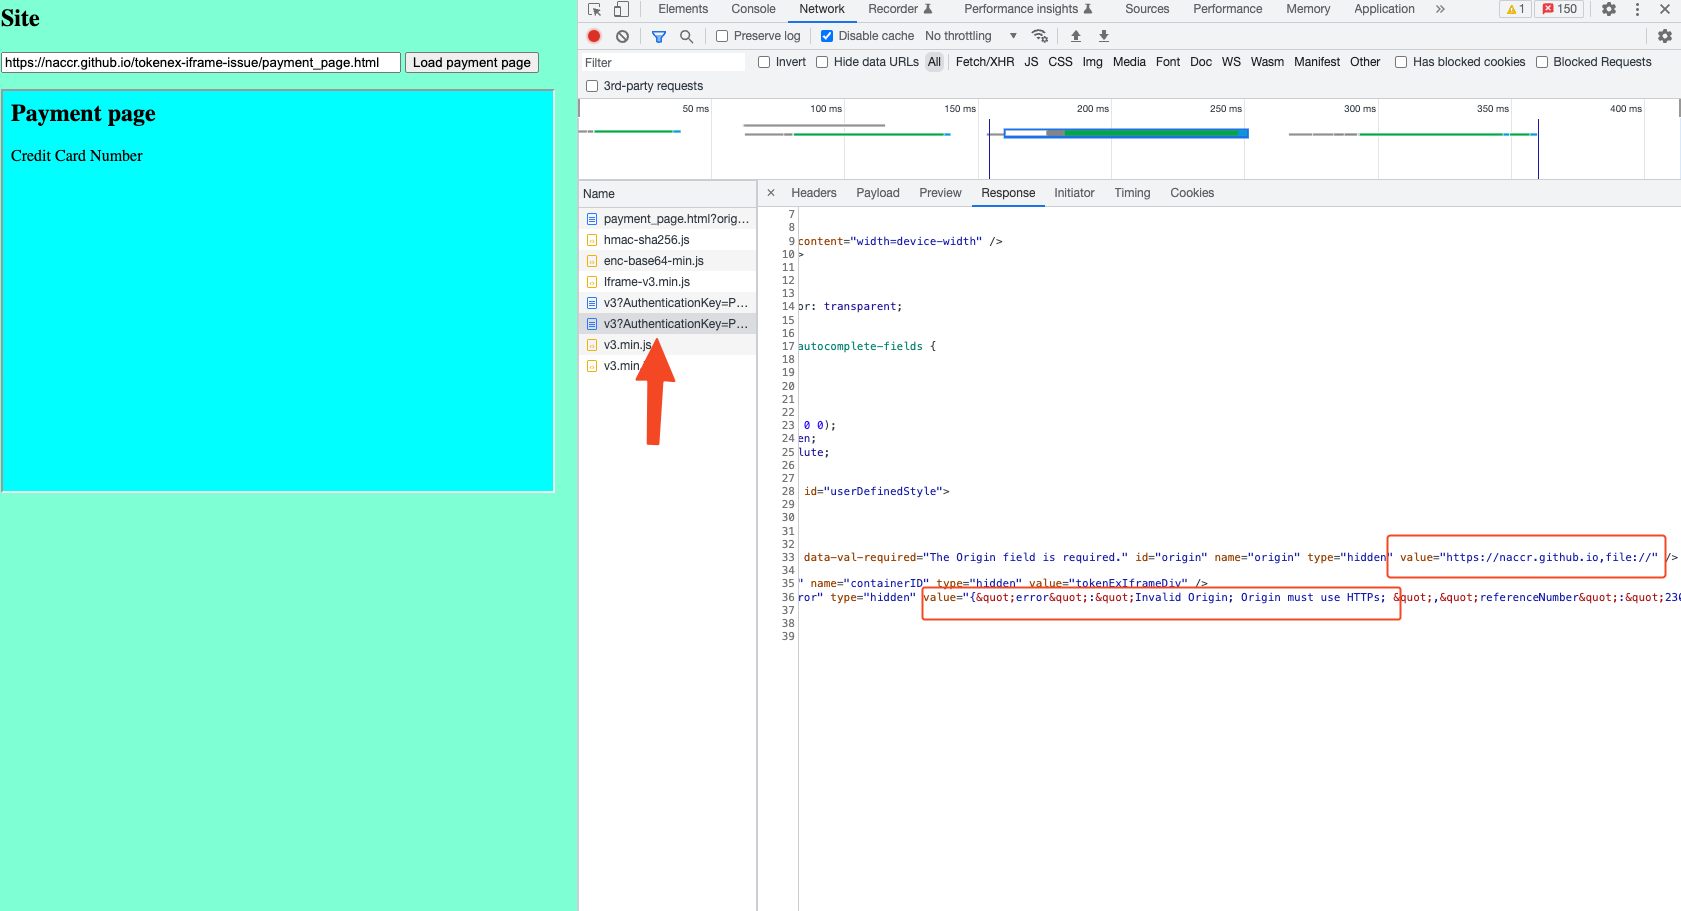 Site
https://naccr.github.io/tokenex-iframe-issue/payment_page.html Load payment page
Payment page
Credit Card Number
Elements Console Network Recorder Performance insights Sources Performance Memory Application » 1 150
Preserve log Disable cache No throttling
Filter Invert Hide data URLs All Fetch/XHR JS CSS Img Media Font Doc WS Wasm Manifest Other Has blocked cookies Blocked Requests
3rd-party requests
50 ms 100 ms 150 ms 200 ms 250 ms 300 ms 350 ms 400 ms
Name
payment_page.html?orig…
hmac-sha256.js
enc-base64-min.js
Iframe-v3.min.js
v3?AuthenticationKey=P…
v3?AuthenticationKey=P…
v3.min.js
v3.min.
× Headers Payload Preview Response Initiator Timing Cookies
7
8
9 content="width=device-width" />
10 >
11
12
13
14 or: transparent;
15
16
17 autocomplete-fields {
18
19
20
21
22
23 0 0);
24 en;
25 lute;
26
27
28 id="userDefinedStyle">
29
30
31
32
33 data-val-required="The Origin field is required." id="origin" name="origin" type="hidden" value="https://naccr.github.io,file://" />
34
35 " name="containerID" type="hidden" value="tokenExIframeDiv" />
36 ror" type="hidden" value="{&quot;error&quot;:&quot;Invalid Origin; Origin must use HTTPs; &quot;,&quot;referenceNumber&quot;:&quot;230
37
38
39